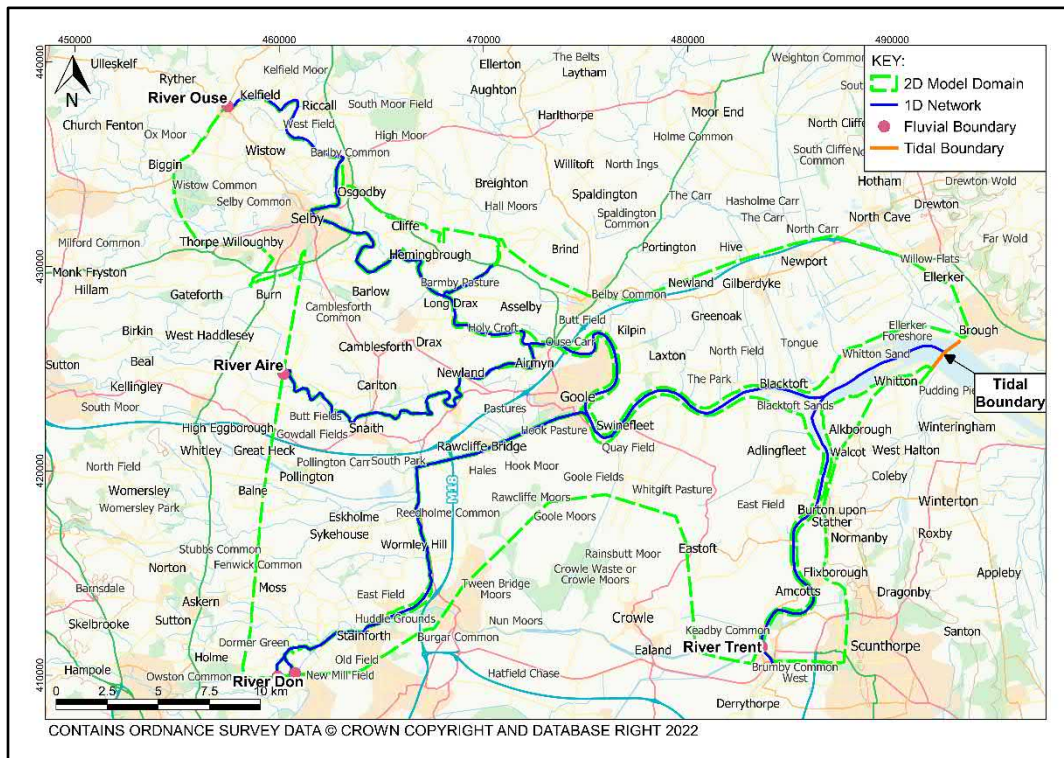 450000
460000
470000
480000
490000
440000
430000
420000
410000
N
KEY:
2D Model Domain
1D Network
Fluvial Boundary
Tidal Boundary
Ulleskelf
Ryther
Kelfield Moor
Ellerton
The Belts
Laytham
Weighton Common
River Ouse
Kelfield
Riccall
South Moor Field
Aughton
Harlthorpe
Moor End
Church Fenton
Ox Moor
West Field
High Moor
Holme Common
North Cliffe
Wistow
Barlby Common
Willitoft
North Ings
South Cliffe
Common
Hotham
Drewton Wold
Biggin
Wistow Common
Osgodby
Breighton
Spaldington
The Carr
Hasholme Carr
Drewton
Selby Common
Hall Moors
Spaldington
Common
The Carr
North Cave
Selby
Cliffe
North Carr
Far Wold
Milford Common
Thorpe Willoughby
Hemingbrough
Brind
Portington
Hive
Newport
Willow-Flats
Monk Fryston
Hillam
Gateforth
Burn
Barlow
Barmby Pasture
Newland
Gilberdyke
Ellerker
Camblesforth
Common
Long Drax
Asselby
Belby Common
Birkin
West Haddlesey
Holy Croft
Butt Field
Kilpin
Greenoak
Ellerker
Foreshore
Brough
Sutton
Beal
Camblesforth
Drax
Ouse Carr
Laxton
North Field
Tongue
Whitton Sand
River Aire
Airmyn
Kellingley
Carlton
Newland
The Park
Blacktoft
Whitton
Pudding Pie
Tidal
Boundary
South Moor
Butt Fields
Pastures
Goole
Blacktoft Sands
Snaith
Swinefleet
Winteringham
High Eggborough
Gowdall Fields
Rawcliffe-Bridge
Hook Pasture
Alkborough
Whitley
Great Heck
Pollington Carr
South Park
Quay Field
Adlingfleet
Walcot
West Halton
North Field
Pollington
Hales
Hook Moor
Goole Fields
Coleby
Womersley
Balne
M18
Rawcliffe Moors
Whitgift Pasture
East Field
Winterton
Womersley Park
Eskholme
Reedholme Common
Goole Moors
Burton upon
Stather
Sykehouse
Wormley Hill
Normanby
Roxby
Stubbs Common
Eastoft
Norton
Fenwick Common
Rainsbutt Moor
Flixborough
Appleby
Barnsdale
Moss
East Field
Tween Bridge
Moors
Crowle Waste or
Crowle Moors
Amcotts
Dragonby
Askern
Huddle Grounds
Crowle
Skelbrooke
Sutton
Dormer Green
Stainforth
Nun Moors
Keadby Common
Santon
Burgar Common
Ealand
River Trent
Scunthorpe
Holme
Old Field
Hampole
Owston Common
River Don
New Mill Field
Hatfield Chase
Brumby Common
West
Derrythorpe
0
2.5
5
7.5
10 km
CONTAINS ORDNANCE SURVEY DATA © CROWN COPYRIGHT AND DATABASE RIGHT 2022